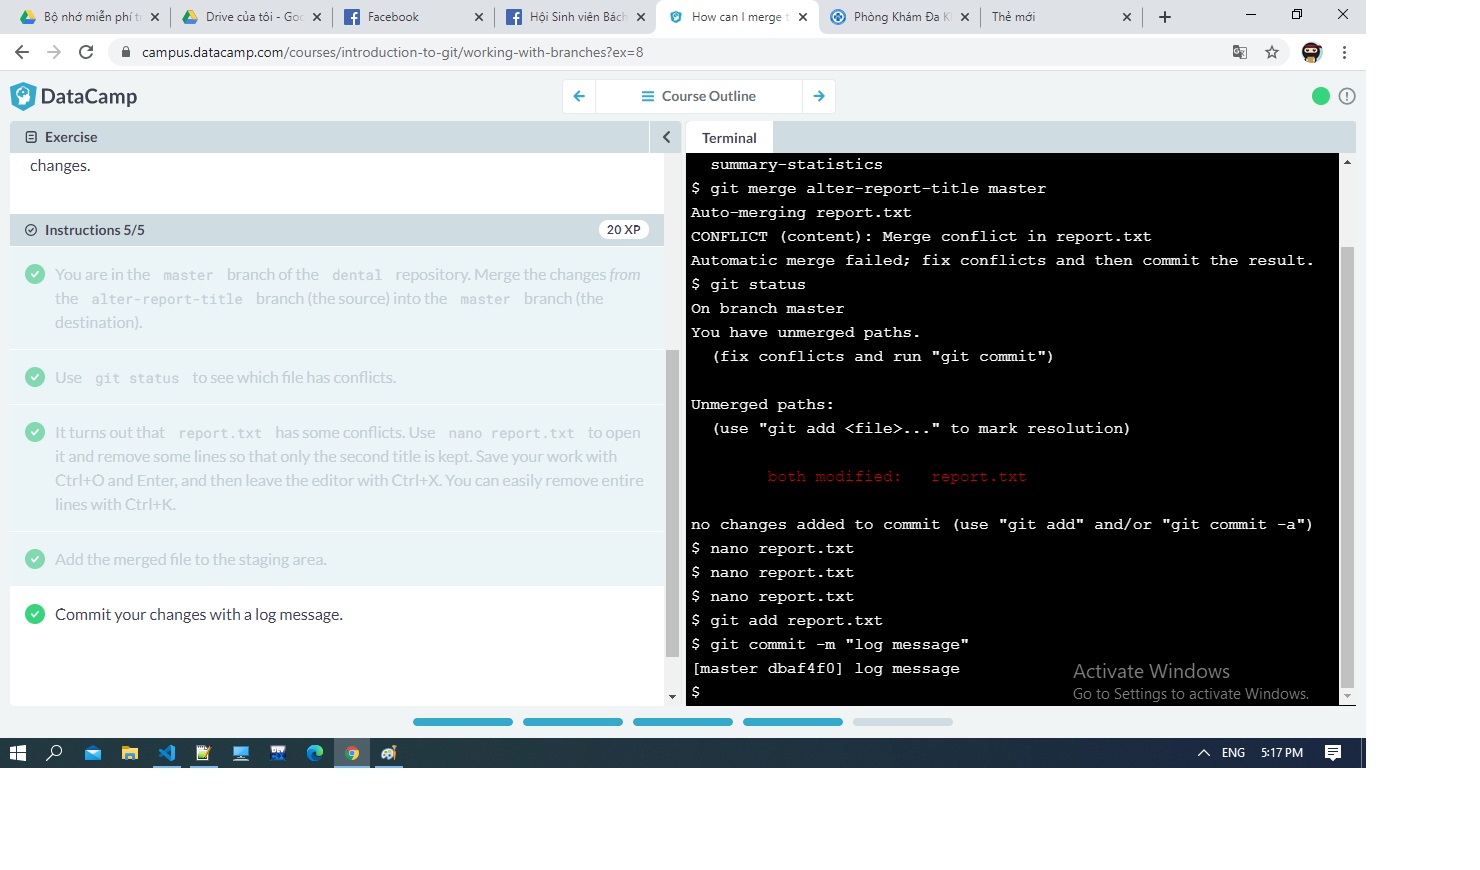 Bộ nhớ miễn phí t
Drive của tôi - Goo
Facebook
Hội Sinh viên Bách
How can I merge t
Phòng Khám Đa K
Thẻ mới
campus.datacamp.com/courses/introduction-to-git/working-with-branches?ex=8
DataCamp
Course Outline
Exercise
changes.
Instructions 5/5
20 XP
You are in the master branch of the dental repository. Merge the changes from
the alter-report-title branch (the source) into the master branch (the
destination).
Use git status to see which file has conflicts.
It turns out that report.txt has some conflicts. Use nano report.txt to open
it and remove some lines so that only the second title is kept. Save your work with
Ctrl+O and Enter, and then leave the editor with Ctrl+X. You can easily remove entire
lines with Ctrl+K.
Add the merged file to the staging area.
Commit your changes with a log message.
Terminal
summary-statistics
$ git merge alter-report-title master
Auto-merging report.txt
CONFLICT (content): Merge conflict in report.txt
Automatic merge failed; fix conflicts and then commit the result.
$ git status
On branch master
You have unmerged paths.
(fix conflicts and run "git commit")
Unmerged paths:
(use "git add <file>..." to mark resolution)
both modified: report.txt
no changes added to commit (use "git add" and/or "git commit -a")
$ nano report.txt
$ nano report.txt
$ nano report.txt
$ git add report.txt
$ git commit -m "log message"
[master dbaf4f0] log message
$
Activate Windows
Go to Settings to activate Windows.
DEV
ENG
5:17 PM